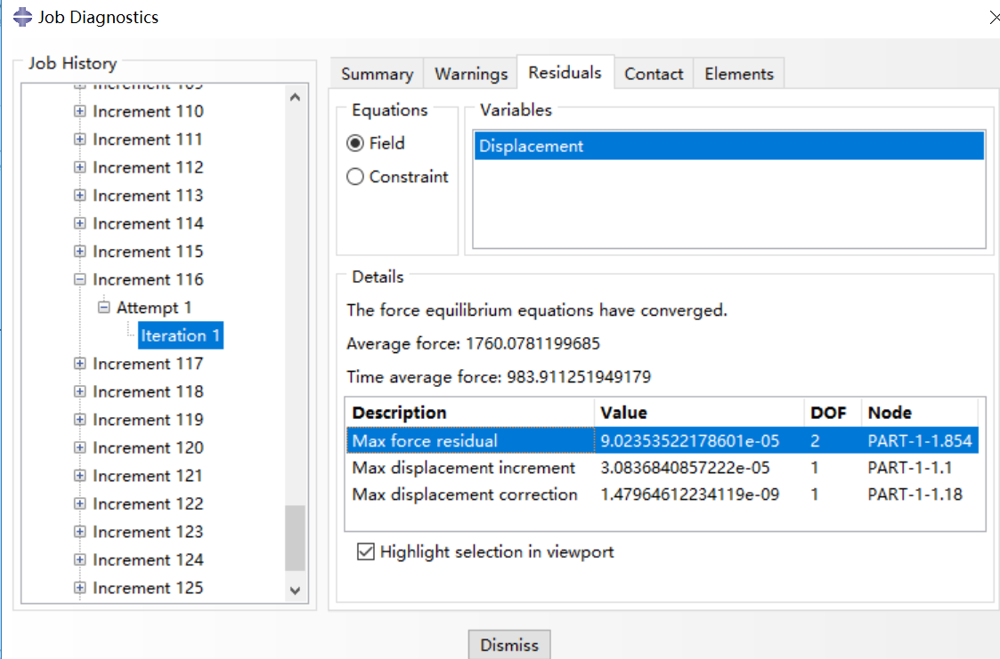 Job Diagnostics
Job History
Increment 109
Increment 110
Increment 111
Increment 112
Increment 113
Increment 114
Increment 115
Increment 116
Attempt 1
Iteration 1
Increment 117
Increment 118
Increment 119
Increment 120
Increment 121
Increment 122
Increment 123
Increment 124
Increment 125
Summary Warnings Residuals Contact Elements
Equations
Field
Constraint
Variables
Displacement
Details
The force equilibrium equations have converged.
Average force: 1760.0781199685
Time average force: 983.911251949179
Description Value DOF Node
Max force residual 9.02353522178601e-05 2 PART-1-1.854
Max displacement increment 3.0836840857222e-05 1 PART-1-1.1
Max displacement correction 1.47964612234119e-09 1 PART-1-1.18
Highlight selection in viewport
Dismiss